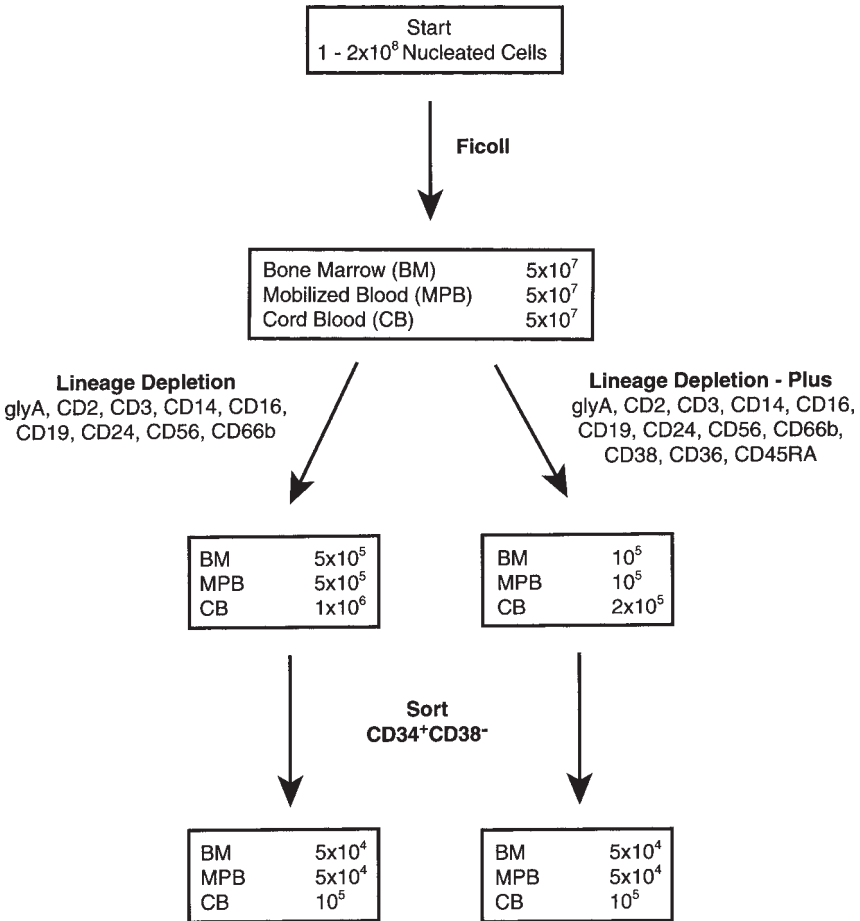 Start
1 - 2x10⁸ Nucleated Cells
Ficoll
Bone Marrow (BM) 5x10⁷
Mobilized Blood (MPB) 5x10⁷
Cord Blood (CB) 5x10⁷
Lineage Depletion
glyA, CD2, CD3, CD14, CD16,
CD19, CD24, CD56, CD66b
Lineage Depletion - Plus
glyA, CD2, CD3, CD14, CD16,
CD19, CD24, CD56, CD66b,
CD38, CD36, CD45RA
BM 5x10⁵
MPB 5x10⁵
CB 1x10⁶
BM 10⁵
MPB 10⁵
CB 2x10⁵
Sort
CD34⁺CD38⁻
BM 5x10⁴
MPB 5x10⁴
CB 10⁵
BM 5x10⁴
MPB 5x10⁴
CB 10⁵